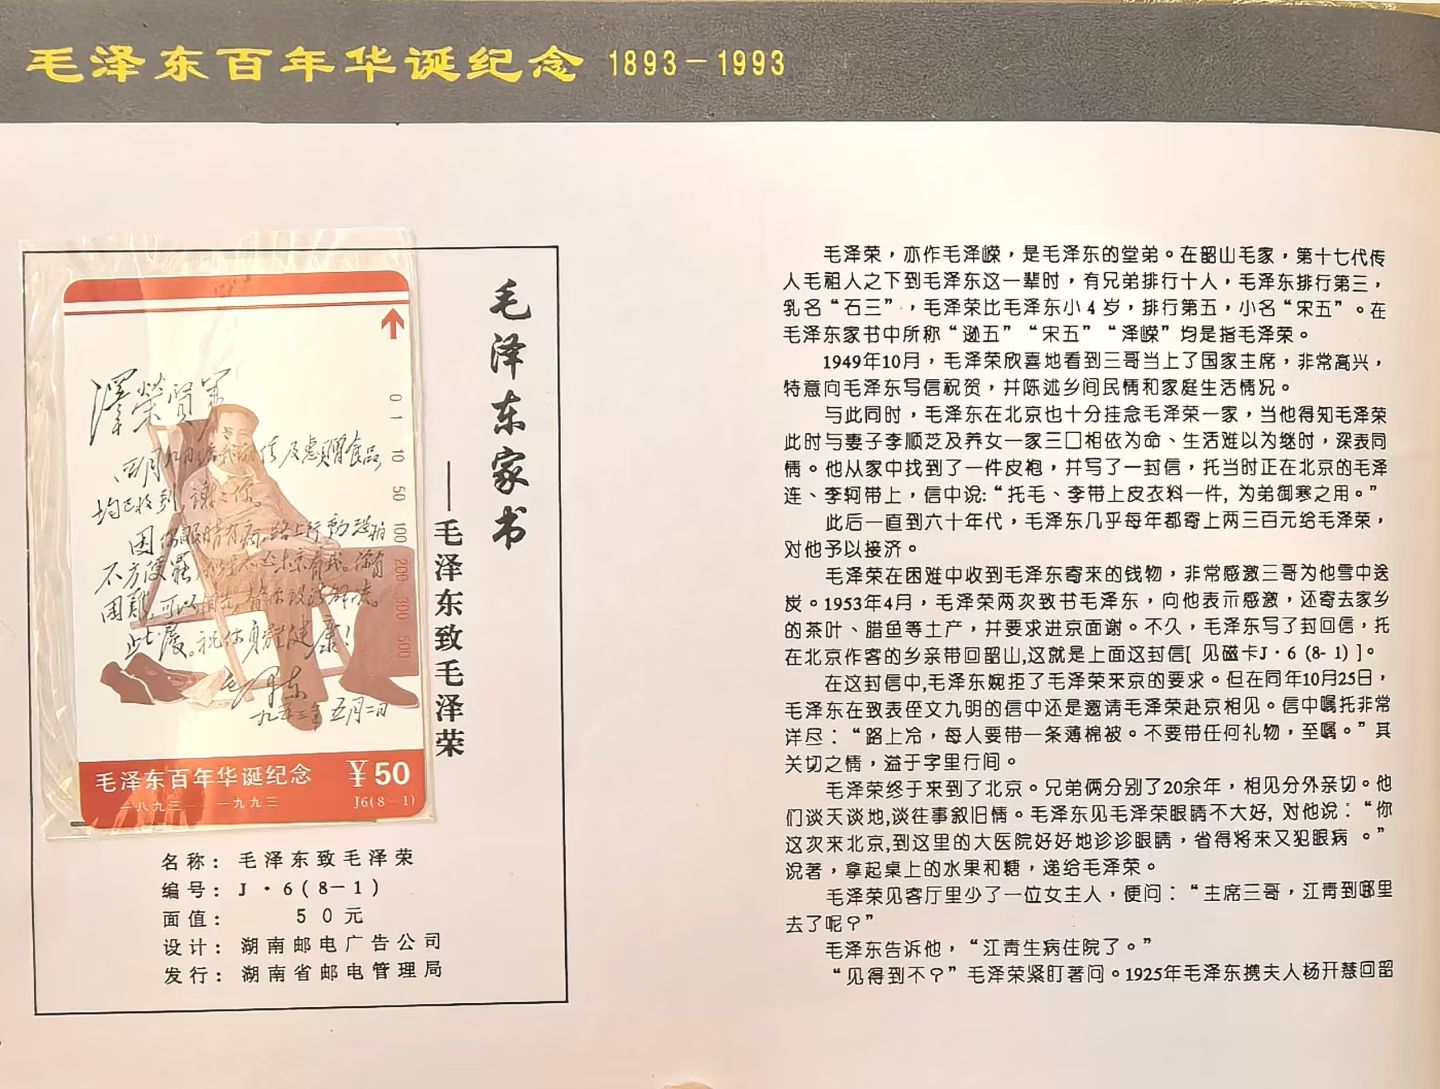 毛泽东百年华诞纪念 1893－1993
毛泽东家书
——毛泽东致毛泽荣
0 1 10 50 100 200 300 500
澤榮贤弟
均已收到，谢谢你。
困難，可以
此复。祝你身體健康！
毛泽东
一九五三年五月二日
毛泽东百年华诞纪念 ￥50
一八九三 一九九三 J6(8－1)
名称：毛泽东致毛泽荣
编号：J·6(8－1)
面值：50元
设计：湖南邮电广告公司
发行：湖南省邮电管理局
毛泽荣，亦作毛泽嵘，是毛泽东的堂弟。在韶山毛家，第十七代传
人毛祖人之下到毛泽东这一辈时，有兄弟排行十人，毛泽东排行第三，
乳名“石三”，毛泽荣比毛泽东小4岁，排行第五，小名“宋五”。在
毛泽东家书中所称“逊五”“宋五”“泽嵘”均是指毛泽荣。
1949年10月，毛泽荣欣喜地看到三哥当上了国家主席，非常高兴，
特意向毛泽东写信祝贺，并陈述乡间民情和家庭生活情况。
与此同时，毛泽东在北京也十分挂念毛泽荣一家，当他得知毛泽荣
此时与妻子李顺芝及养女一家三口相依为命、生活难以为继时，深表同
情。他从家中找到了一件皮袍，并写了一封信，托当时正在北京的毛泽
连、李轲带上，信中说:“托毛、李带上皮衣料一件, 为弟御寒之用。”
此后一直到六十年代，毛泽东几乎每年都寄上两三百元给毛泽荣，
对他予以接济。
毛泽荣在困难中收到毛泽东寄来的钱物，非常感激三哥为他雪中送
炭。1953年4月，毛泽荣两次致书毛泽东，向他表示感激，还寄去家乡
的茶叶、腊鱼等土产，并要求进京面谢。不久，毛泽东写了封回信，托
在北京作客的乡亲带回韶山,这就是上面这封信[ 见磁卡J·6 (8- 1) ]。
在这封信中,毛泽东婉拒了毛泽荣来京的要求。但在同年10月25日，
毛泽东在致表侄文九明的信中还是邀请毛泽荣赴京相见。信中嘱托非常
详尽：“路上冷，每人要带一条薄棉被。不要带任何礼物，至嘱。”其
关切之情，溢于字里行间。
毛泽荣终于来到了北京。兄弟俩分别了20余年，相见分外亲切。他
们谈天谈地,谈往事叙旧情。毛泽东见毛泽荣眼睛不大好, 对他说：“你
这次来北京,到这里的大医院好好地诊诊眼睛，省得将来又犯眼病 。”
说著，拿起桌上的水果和糖，递给毛泽荣。
毛泽荣见客厅里少了一位女主人，便问：“主席三哥，江青到哪里
去了呢？”
毛泽东告诉他，“江青生病住院了。”
“见得到不？”毛泽荣紧盯著问。1925年毛泽东携夫人杨开慧回韶